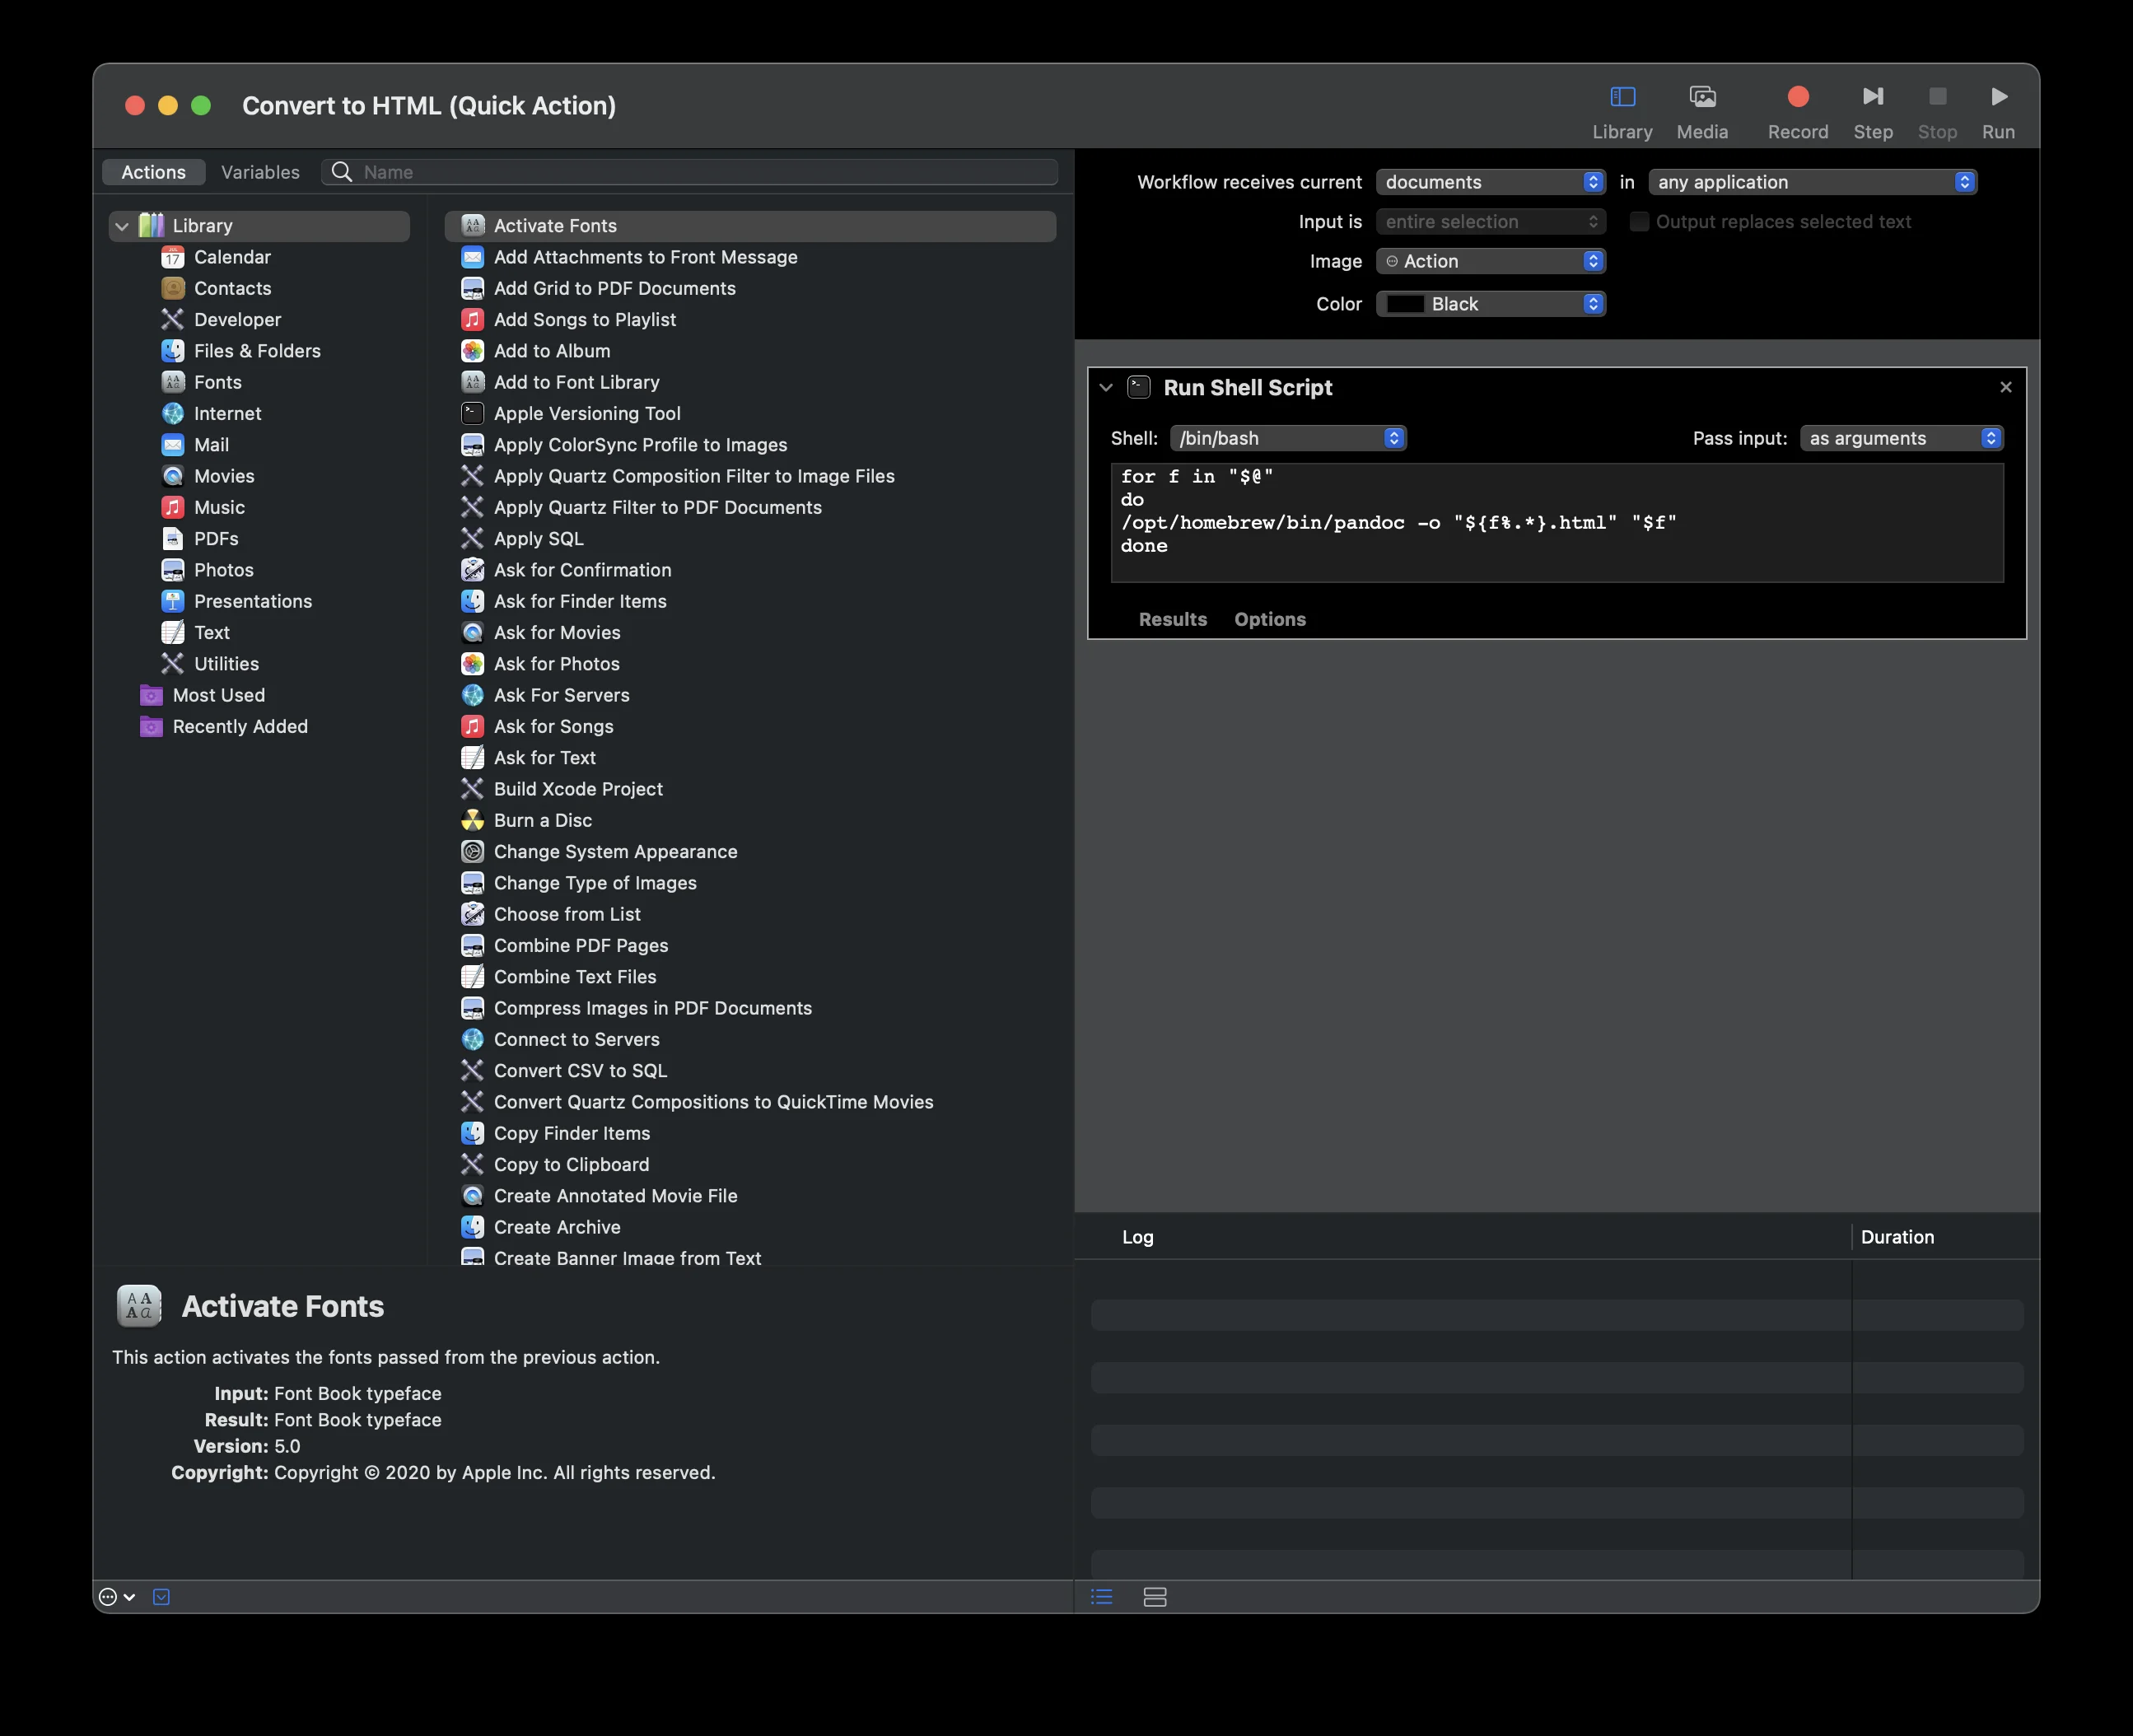 Convert to HTML (Quick Action)
Library
Media
Record
Step
Stop
Run
Actions
Variables
Name
Library
Calendar
Contacts
Developer
Files & Folders
Fonts
Internet
Mail
Movies
Music
PDFs
Photos
Presentations
Text
Utilities
Most Used
Recently Added
Activate Fonts
Add Attachments to Front Message
Add Grid to PDF Documents
Add Songs to Playlist
Add to Album
Add to Font Library
Apple Versioning Tool
Apply ColorSync Profile to Images
Apply Quartz Composition Filter to Image Files
Apply Quartz Filter to PDF Documents
Apply SQL
Ask for Confirmation
Ask for Finder Items
Ask for Movies
Ask for Photos
Ask For Servers
Ask for Songs
Ask for Text
Build Xcode Project
Burn a Disc
Change System Appearance
Change Type of Images
Choose from List
Combine PDF Pages
Combine Text Files
Compress Images in PDF Documents
Connect to Servers
Convert CSV to SQL
Convert Quartz Compositions to QuickTime Movies
Copy Finder Items
Copy to Clipboard
Create Annotated Movie File
Create Archive
Create Banner Image from Text
Activate Fonts
This action activates the fonts passed from the previous action.
Input: Font Book typeface
Result: Font Book typeface
Version: 5.0
Copyright: Copyright © 2020 by Apple Inc. All rights reserved.
Workflow receives current documents in any application
Input is entire selection Output replaces selected text
Image Action
Color Black
Run Shell Script
Shell: /bin/bash Pass input: as arguments
for f in "$@"
do
/opt/homebrew/bin/pandoc -o "${f%.*}.html" "$f"
done
Results Options
Log Duration